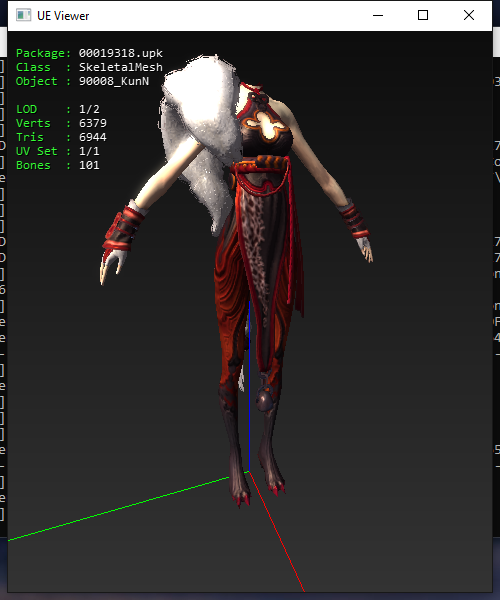 UE Viewer
Package: 00019318.upk
Class : SkeletalMesh
Object : 90008_KunN
LOD : 1/2
Verts : 6379
Tris : 6944
UV Set : 1/1
Bones : 101